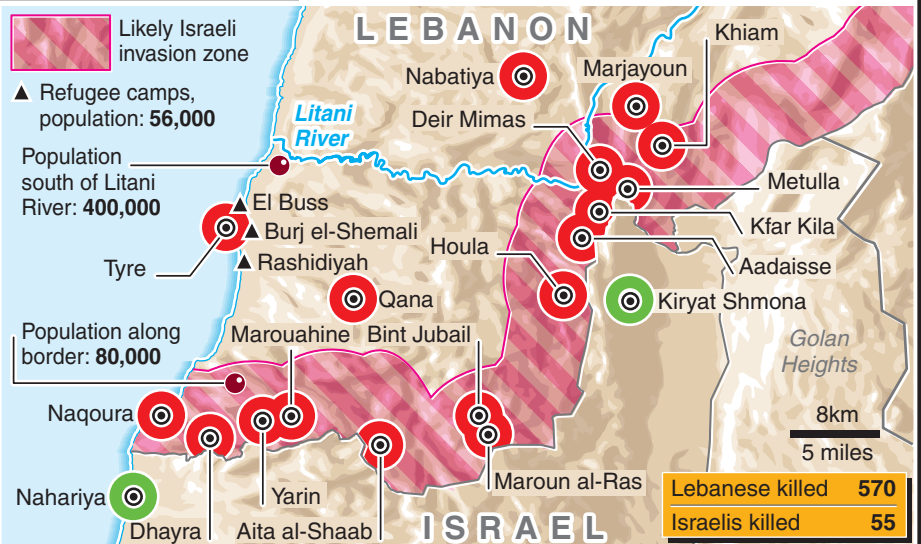 Likely Israeli
invasion zone
Refugee camps,
population: 56,000
Population
south of Litani
River: 400,000
LEBANON
Nabatiya
Marjayoun
Khiam
Deir Mimas
Litani
River
Metulla
Kfar Kila
Aadaisse
El Buss
Burj el-Shemali
Rashidiyah
Tyre
Houla
Qana
Kiryat Shmona
Golan
Heights
Marouahine
Bint Jubail
Population along
border: 80,000
Naqoura
Nahariya
Dhayra
Yarin
Aita al-Shaab
Maroun al-Ras
ISRAEL
8km
5 miles
Lebanese killed 570
Israelis killed 55